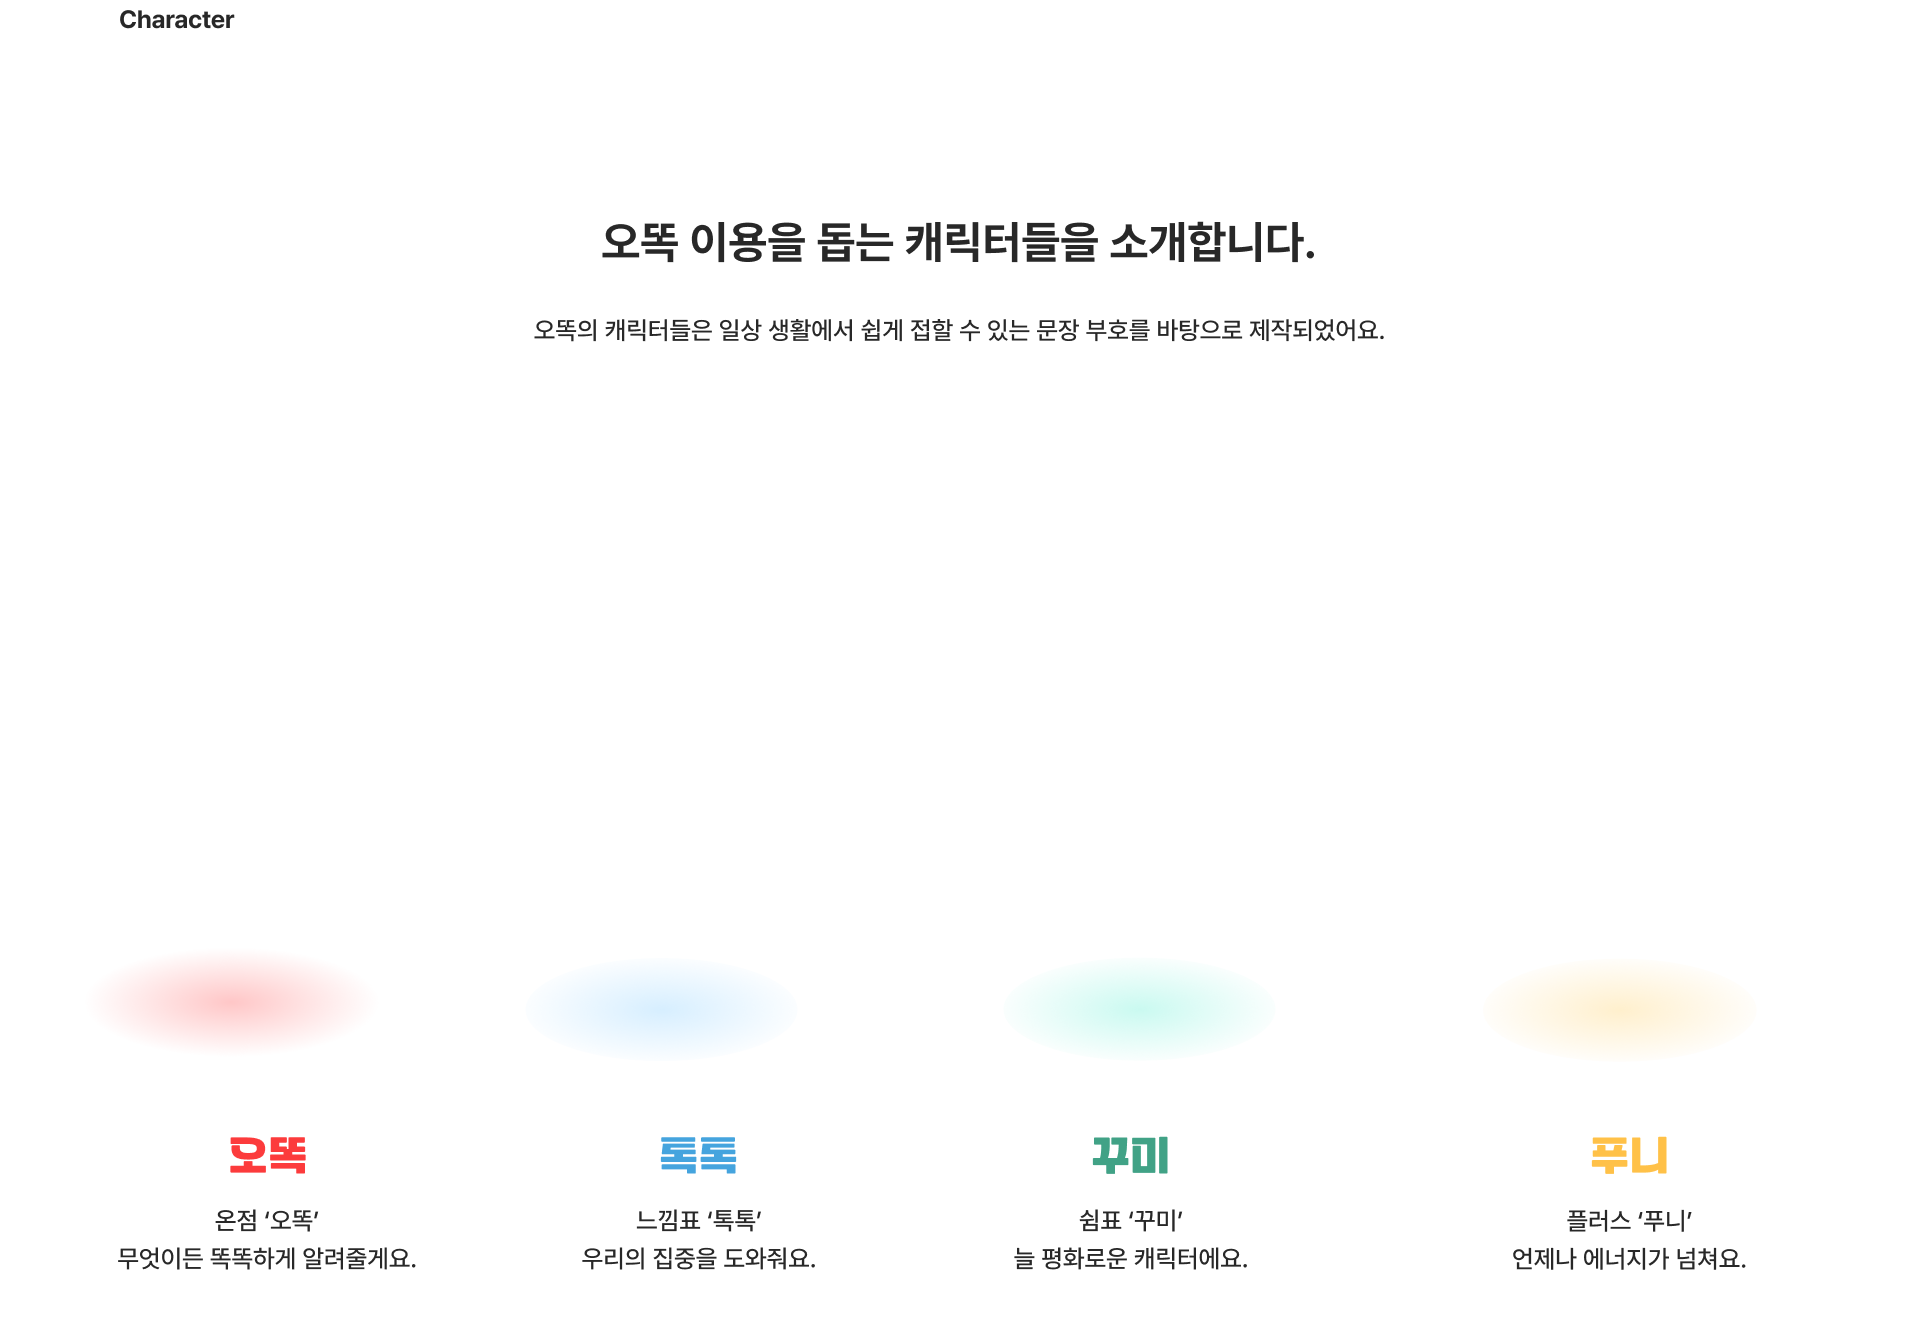 Character
오똑 이용을 돕는 캐릭터들을 소개합니다.
오똑의 캐릭터들은 일상 생활에서 쉽게 접할 수 있는 문장 부호를 바탕으로 제작되었어요.
오똑
온점 ‘오똑’
무엇이든 똑똑하게 알려줄게요.
톡톡
느낌표 ‘톡톡’
우리의 집중을 도와줘요.
꾸미
쉼표 ‘꾸미’
늘 평화로운 캐릭터에요.
푸니
플러스 ‘푸니’
언제나 에너지가 넘쳐요.